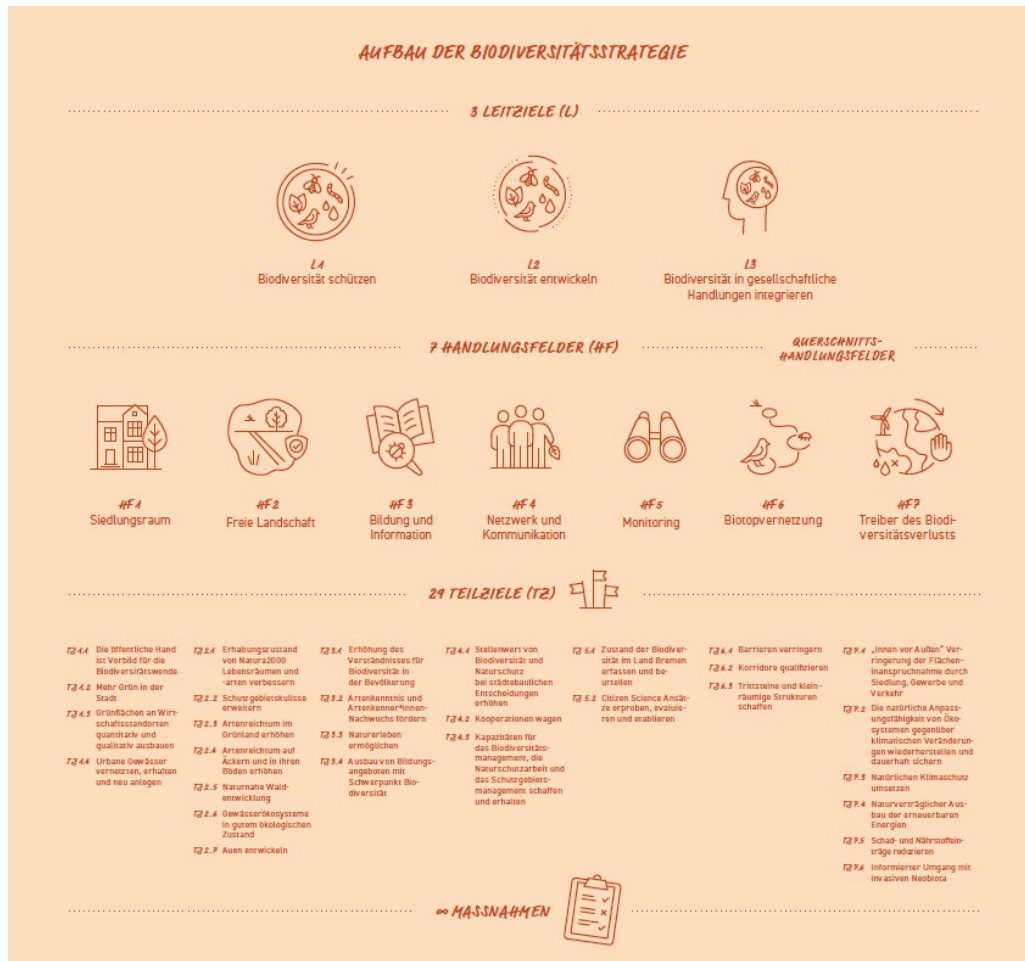 AUFBAU DER BIODIVERSITÄTSSTRATEGIE
3 LEITZIELE (L)
L1
Biodiversität schützen
L2
Biodiversität entwickeln
L3
Biodiversität in gesellschaftliche
Handlungen integrieren
7 HANDLUNGSFELDER (HF)
QUERSCHNITTS-
HANDLUNGSFELDER
HF1
Siedlungsraum
HF2
Freie Landschaft
HF3
Bildung und
Information
HF4
Netzwerk und
Kommunikation
HF5
Monitoring
HF6
Biotopvernetzung
HF7
Treiber des Biodi-
versitätsverlusts
29 TEILZIELE (TZ)
TZ 1.1 Die öffentliche Hand
ist Vorbild für die
Biodiversitätswende
TZ 1.2 Mehr Grün in der
Stadt
TZ 1.3 Grünflächen an Wirt-
schaftsstandorten
quantitativ und
qualitativ ausbauen
TZ 1.4 Urbane Gewässer
vernetzten, erhalten
und neu anlegen
TZ 2.1 Erhaltungszustand
von Natura2000
Lebensräumen und
-arten verbessern
TZ 2.2 Schutzgebietskulisse
erweitern
TZ 2.3 Artenreichtum im
Grünland erhöhen
TZ 2.4 Artenreichtum auf
Äckern und in ihren
Böden erhöhen
TZ 2.5 Naturnahe Wald-
entwicklung
TZ 2.6 Gewässerökosysteme
in gutem ökologischen
Zustand
TZ 2.7 Auen entwickeln
TZ 3.1 Erhöhung des
Verständnisses für
Biodiversität in
der Bevölkerung
TZ 3.2 Artenkenntnis und
Artenkenner*innen-
Nachwuchs fördern
TZ 3.3 Naturerleben
ermöglichen
TZ 3.4 Ausbau von Bildungs-
angeboten mit
Schwerpunkt Bio-
diversität
TZ 4.1 Stellenwert von
Biodiversität und
Naturschutz
bei städtebaulichen
Entscheidungen
erhöhen
TZ 4.2 Kooperationen wagen
TZ 4.3 Kapazitäten für
das Biodiversitäts-
management, die
Naturschutzarbeit und
das Schutzgebiets-
management schaffen
und erhalten
TZ 5.1 Zustand der Biodiver-
sität im Land Bremen
erfassen und be-
urteilen
TZ 5.2 Citizen Science Ansät-
ze erproben, evaluie-
ren und etablieren
TZ 6.1 Barrieren verringern
TZ 6.2 Korridore qualifizieren
TZ 6.3 Trittsteine und klein-
räumige Strukturen
schaffen
TZ 7.1 „Innen vor Außen“ Ver-
ringerung der Flächen-
inanspruchnahme durch
Siedlung, Gewerbe und
Verkehr
TZ 7.2 Die natürliche Anpas-
sungsfähigkeit von Öko-
systemen gegenüber
klimatischen Veränderun-
gen wiederherstellen und
dauerhaft sichern
TZ 7.3 Natürlichen Klimaschutz
umsetzen
TZ 7.4 Naturverträglicher Aus-
bau der erneuerbaren
Energien
TZ 7.5 Schad- und Nährstoffein-
träge reduzieren
TZ 7.6 Informierter Umgang mit
invasiven Neobiota
∞ MASSNAHMEN